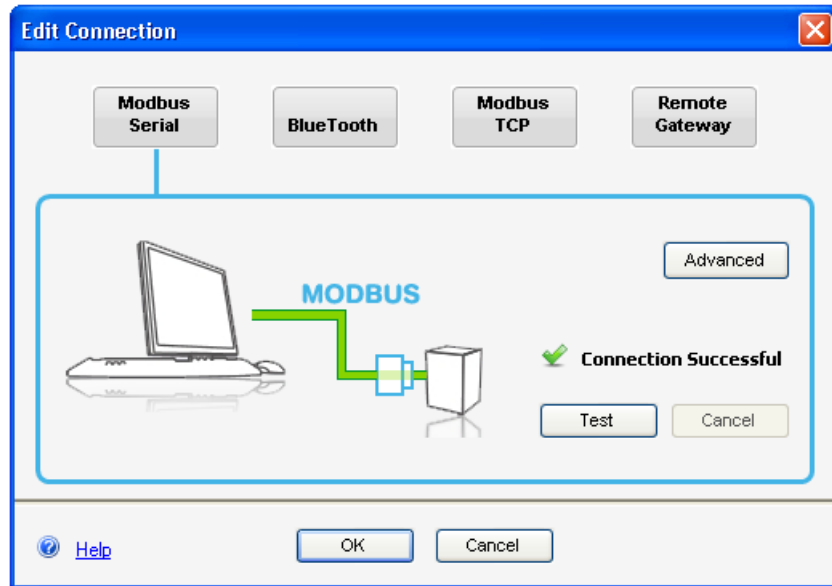 Edit Connection
Modbus
Serial
BlueTooth
Modbus
TCP
Remote
Gateway
Advanced
MODBUS
Connection Successful
Test
Cancel
Help
OK
Cancel